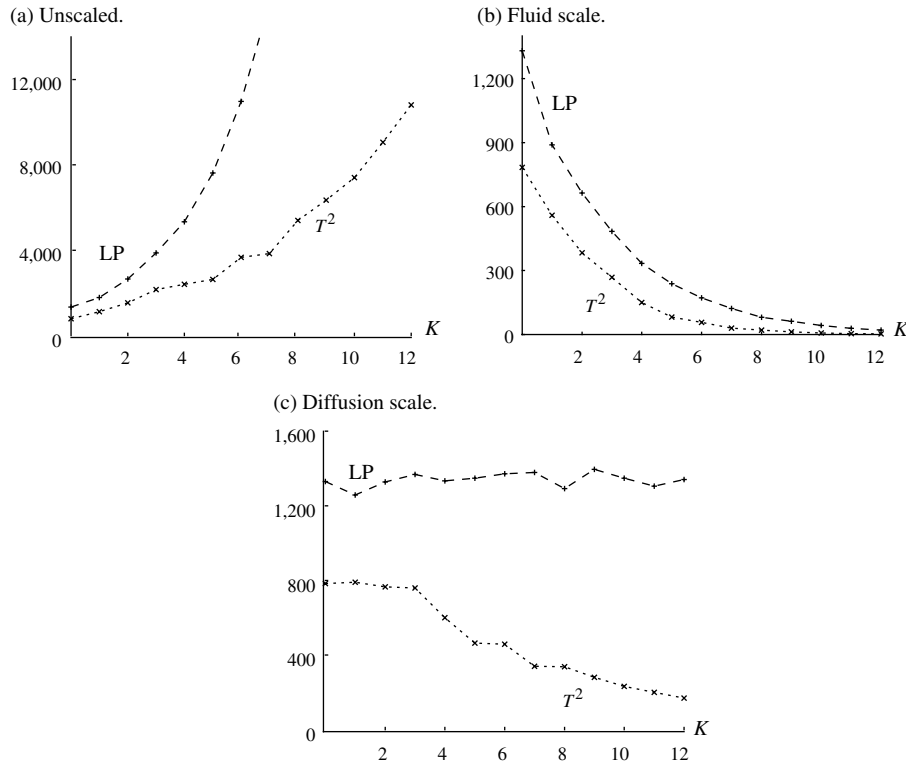 (a) Unscaled.
12,000
8,000
4,000
0
LP
T²
K
2 4 6 8 10 12
(b) Fluid scale.
1,200
900
600
300
0
LP
T²
K
2 4 6 8 10 12
(c) Diffusion scale.
1,600
1,200
800
400
0
LP
T²
K
2 4 6 8 10 12